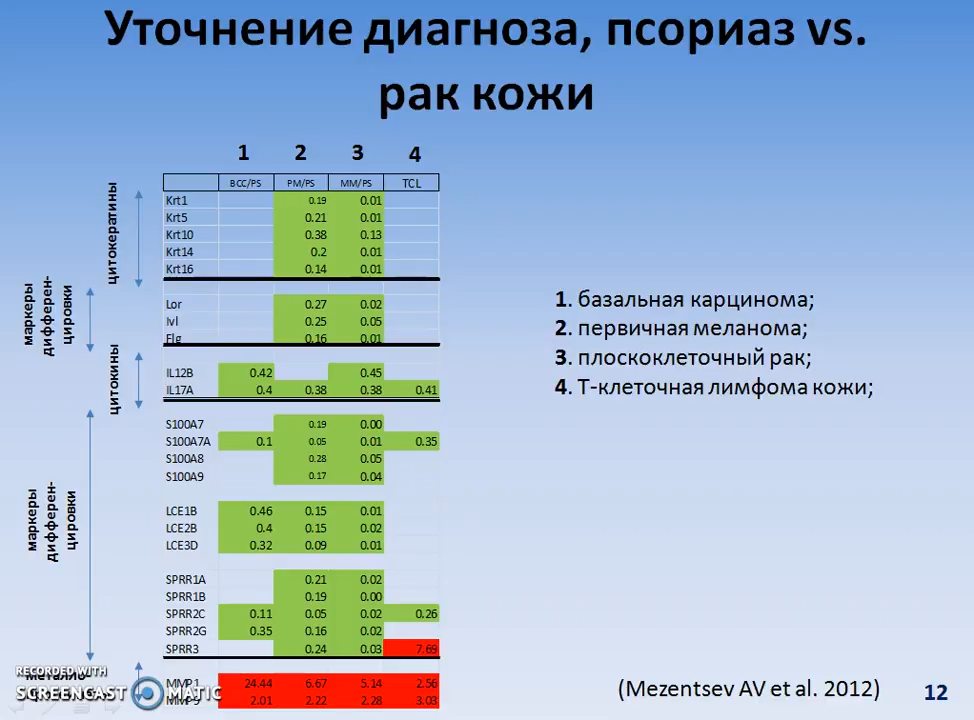 Уточнение диагноза, псориаз vs.
рак кожи
1 2 3 4
BCC/PS PM/PS MM/PS TCL
цитокератины
Krt1 0.19 0.01
Krt5 0.21 0.01
Krt10 0.38 0.13
Krt14 0.2 0.01
Krt16 0.14 0.01
маркеры
дифферен-
цировки
Lor 0.27 0.02
Ivl 0.25 0.05
Flg 0.16 0.01
цитокины
IL12B 0.42 0.45
IL17A 0.4 0.38 0.38 0.41
маркеры
дифферен-
цировки
S100A7 0.19 0.00
S100A7A 0.1 0.05 0.01 0.35
S100A8 0.28 0.05
S100A9 0.17 0.04
LCE1B 0.46 0.15 0.01
LCE2B 0.4 0.15 0.02
LCE3D 0.32 0.09 0.01
SPRR1A 0.21 0.02
SPRR1B 0.19 0.00
SPRR2C 0.11 0.05 0.02 0.26
SPRR2G 0.35 0.16 0.02
SPRR3 0.24 0.03 7.69
MMP1 24.44 6.67 5.14 2.56
MMP9 2.01 2.22 2.28 3.03
1. базальная карцинома;
2. первичная меланома;
3. плоскоклеточный рак;
4. Т-клеточная лимфома кожи;
(Mezentsev AV et al. 2012)
12
RECORDED WITH
SCREENCAST MATIC